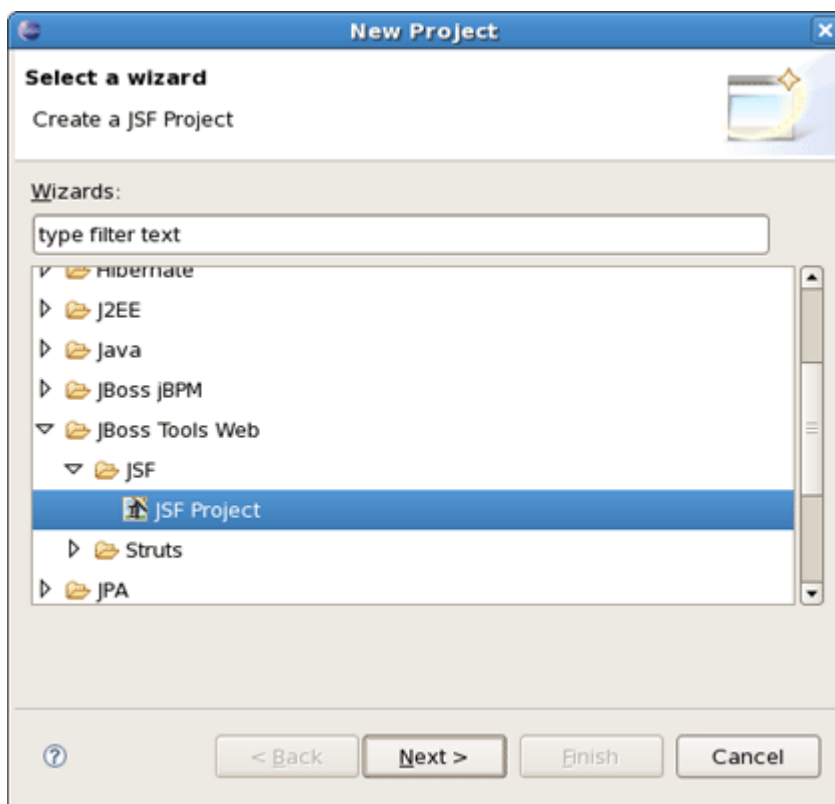 New Project
Select a wizard
Create a JSF Project
Wizards:
type filter text
Hibernate
J2EE
Java
JBoss jBPM
JBoss Tools Web
JSF
JSF Project
Struts
JPA
< Back Next > Finish Cancel